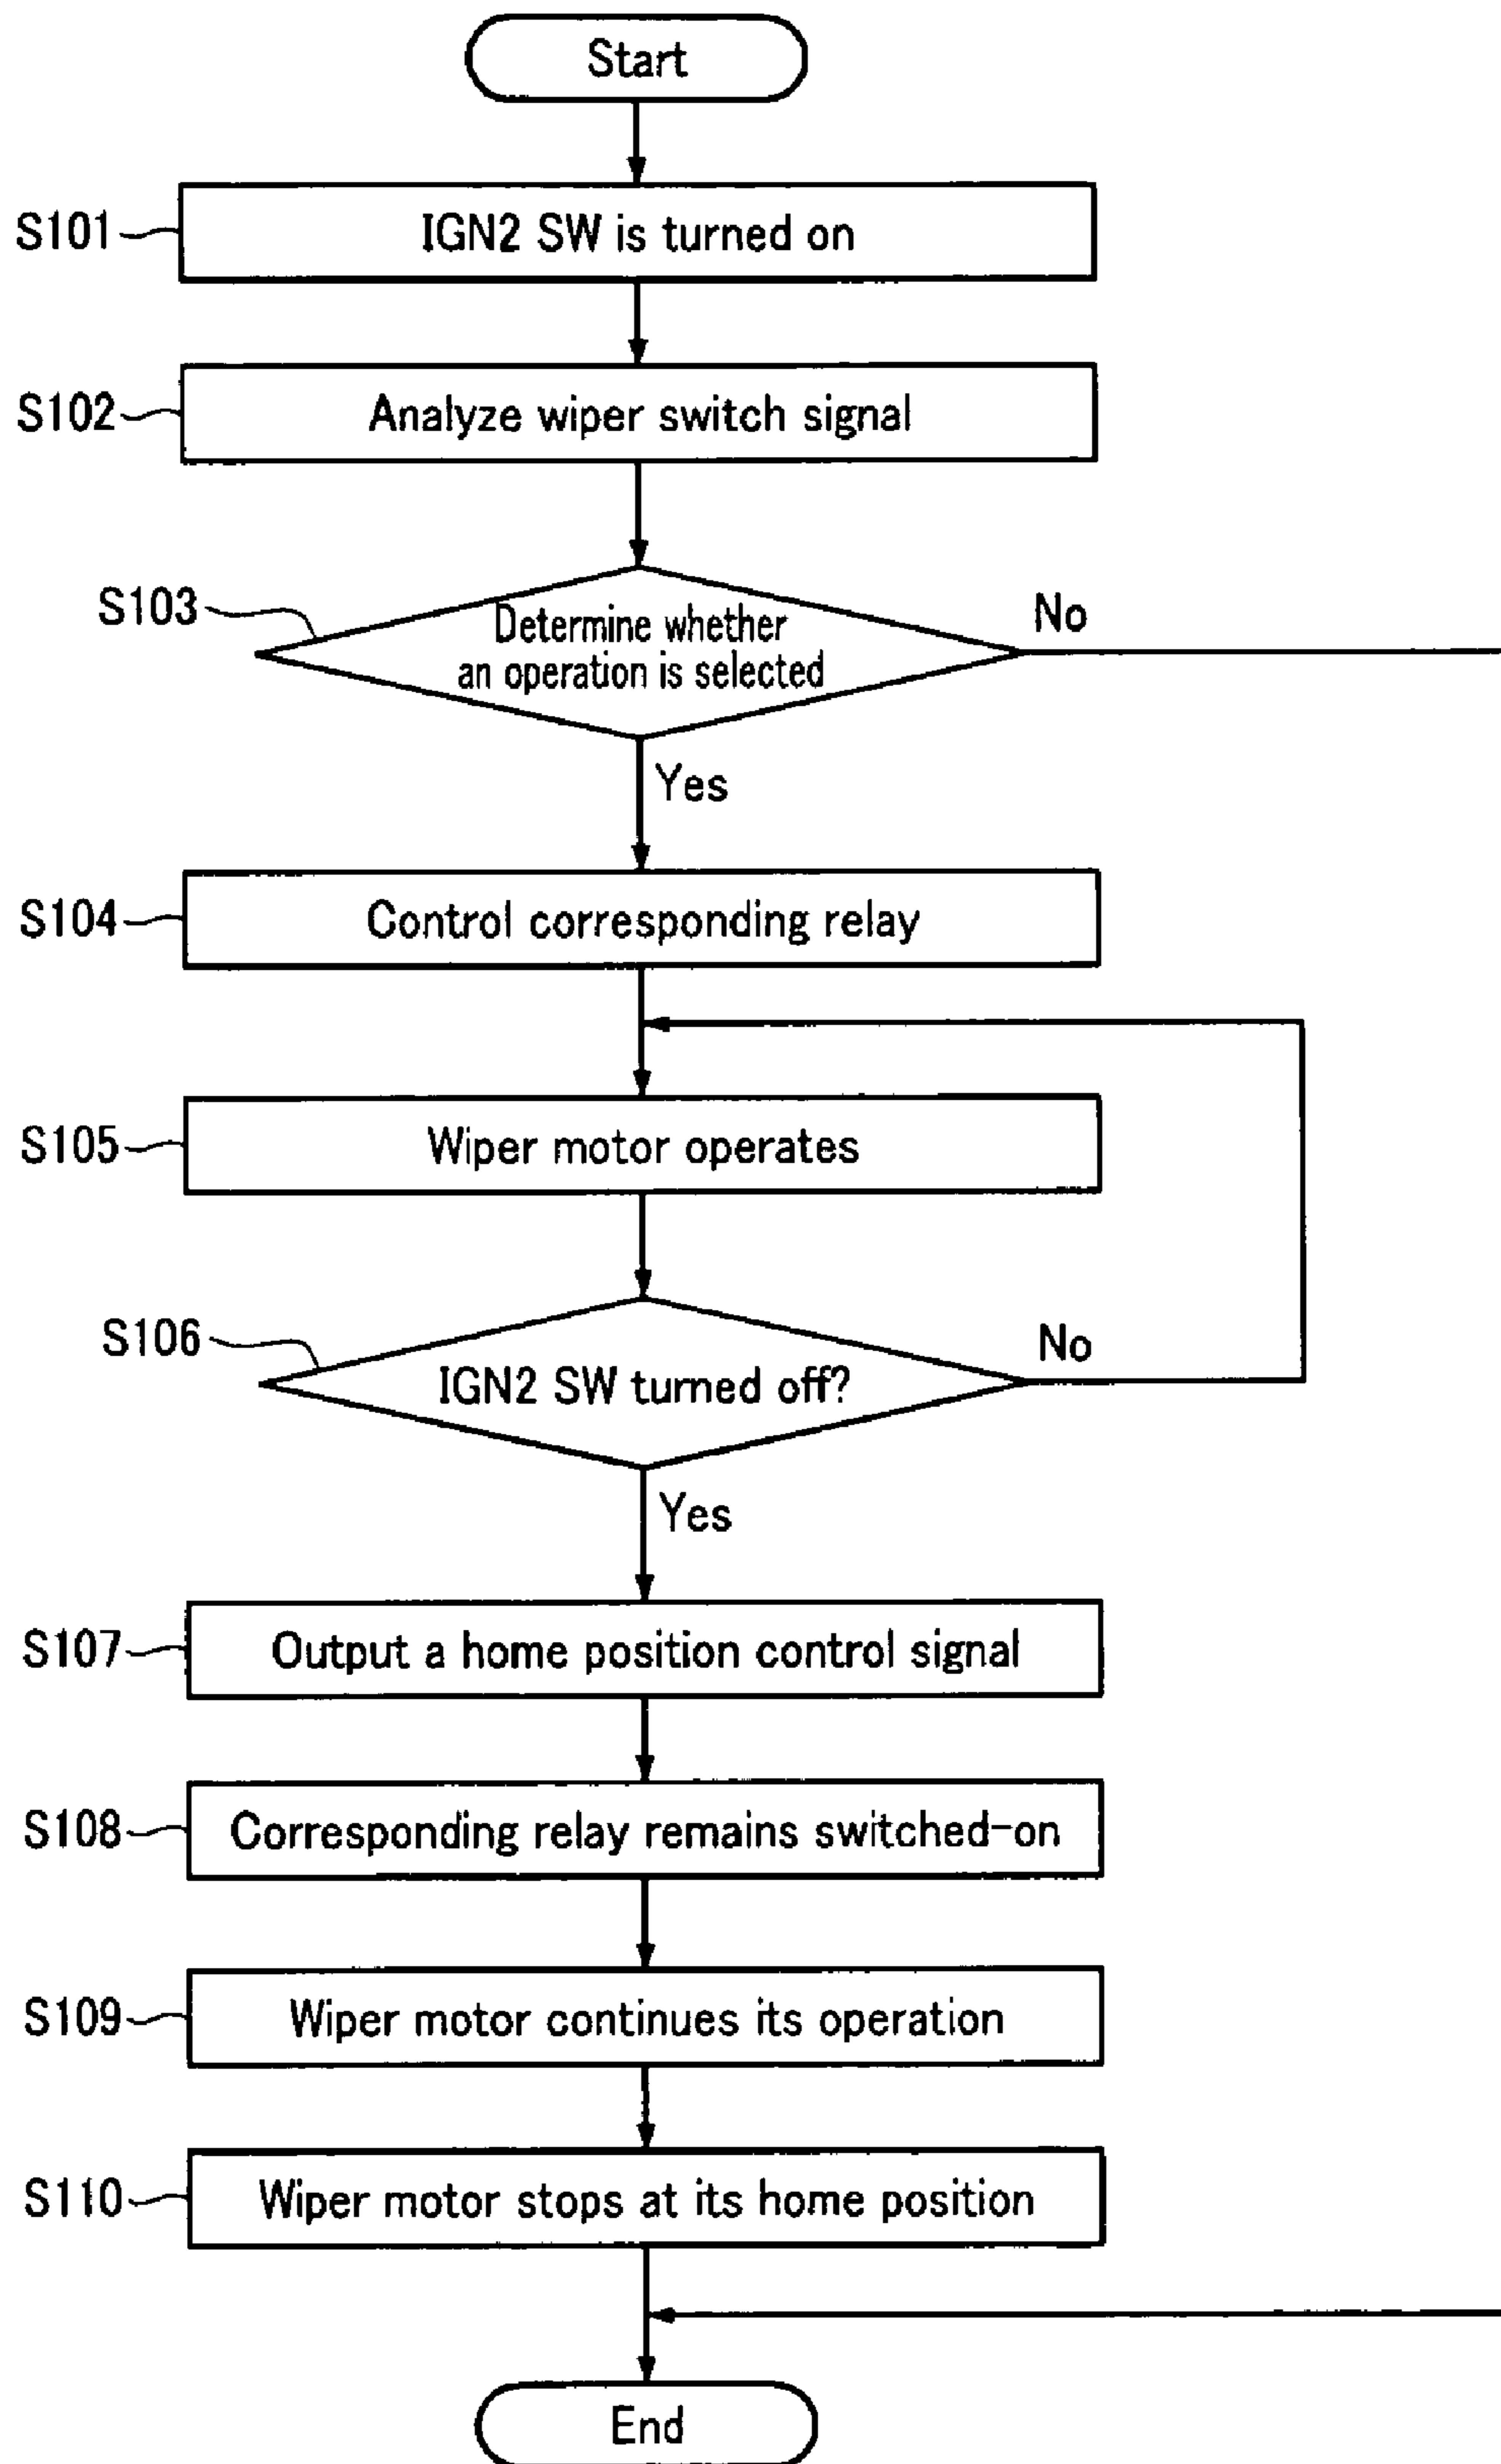 Start
S101
IGN2 SW is turned on
S102
Analyze wiper switch signal
S103
Determine whether
an operation is selected
No
Yes
S104
Control corresponding relay
S105
Wiper motor operates
S106
IGN2 SW turned off?
No
Yes
S107
Output a home position control signal
S108
Corresponding relay remains switched-on
S109
Wiper motor continues its operation
S110
Wiper motor stops at its home position
End